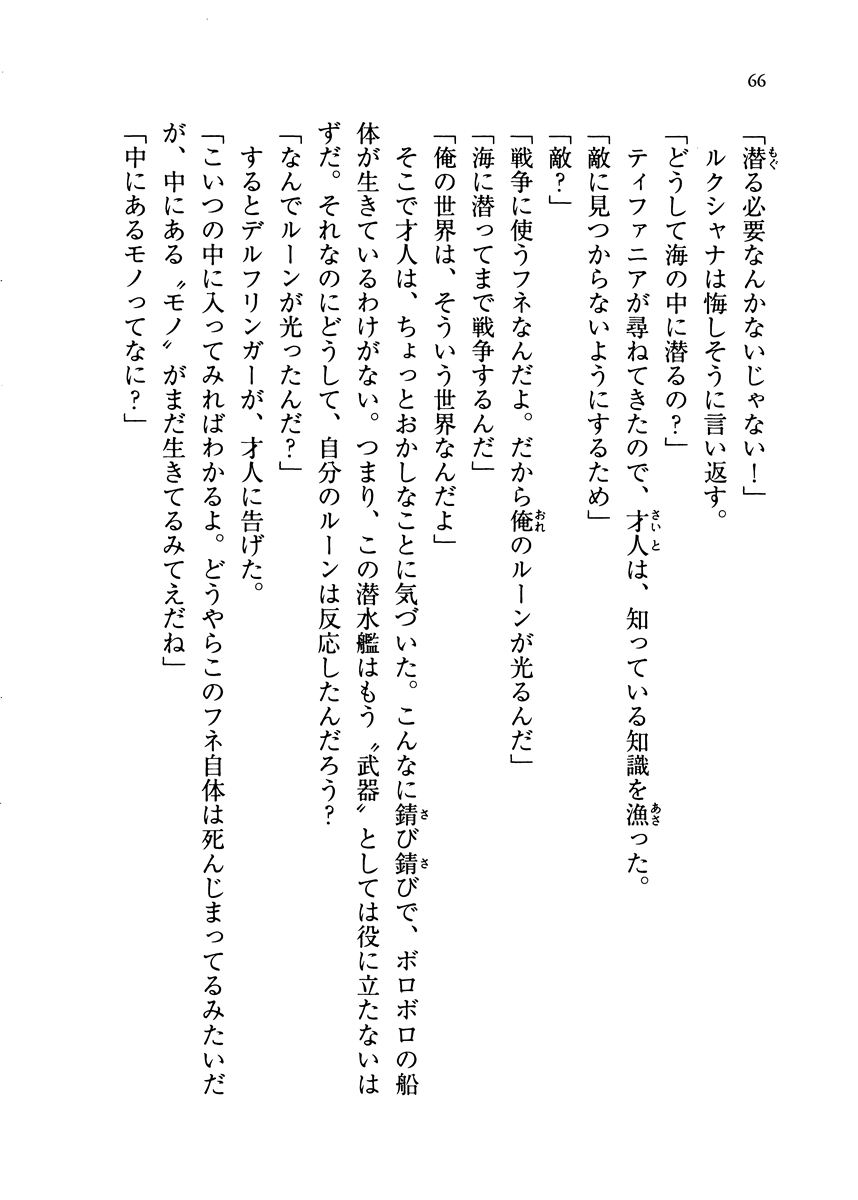 66
「潜る必要なんかないじゃない！」
ルクシャナは悔しそうに言い返す。
「どうして海の中に潜るの？」
ティファニアが尋ねてきたので、才人は、知っている知識を漁った。
「敵に見つからないようにするため」
「敵？」
「戦争に使うフネなんだよ。だから俺のルーンが光るんだ」
「海に潜ってまで戦争するんだ」
「俺の世界は、そういう世界なんだよ」
そこで才人は、ちょっとおかしなことに気づいた。こんなに錆び錆びで、ボロボロの船
体が生きているわけがない。つまり、この潜水艦はもう〝武器〟としては役に立たないは
ずだ。それなのにどうして、自分のルーンは反応したんだろう？
「なんでルーンが光ったんだ？」
するとデルフリンガーが、才人に告げた。
「こいつの中に入ってみればわかるよ。どうやらこのフネ自体は死んじまってるみたいだ
が、中にある〝モノ〟がまだ生きてるみてえだね」
「中にあるモノってなに？」